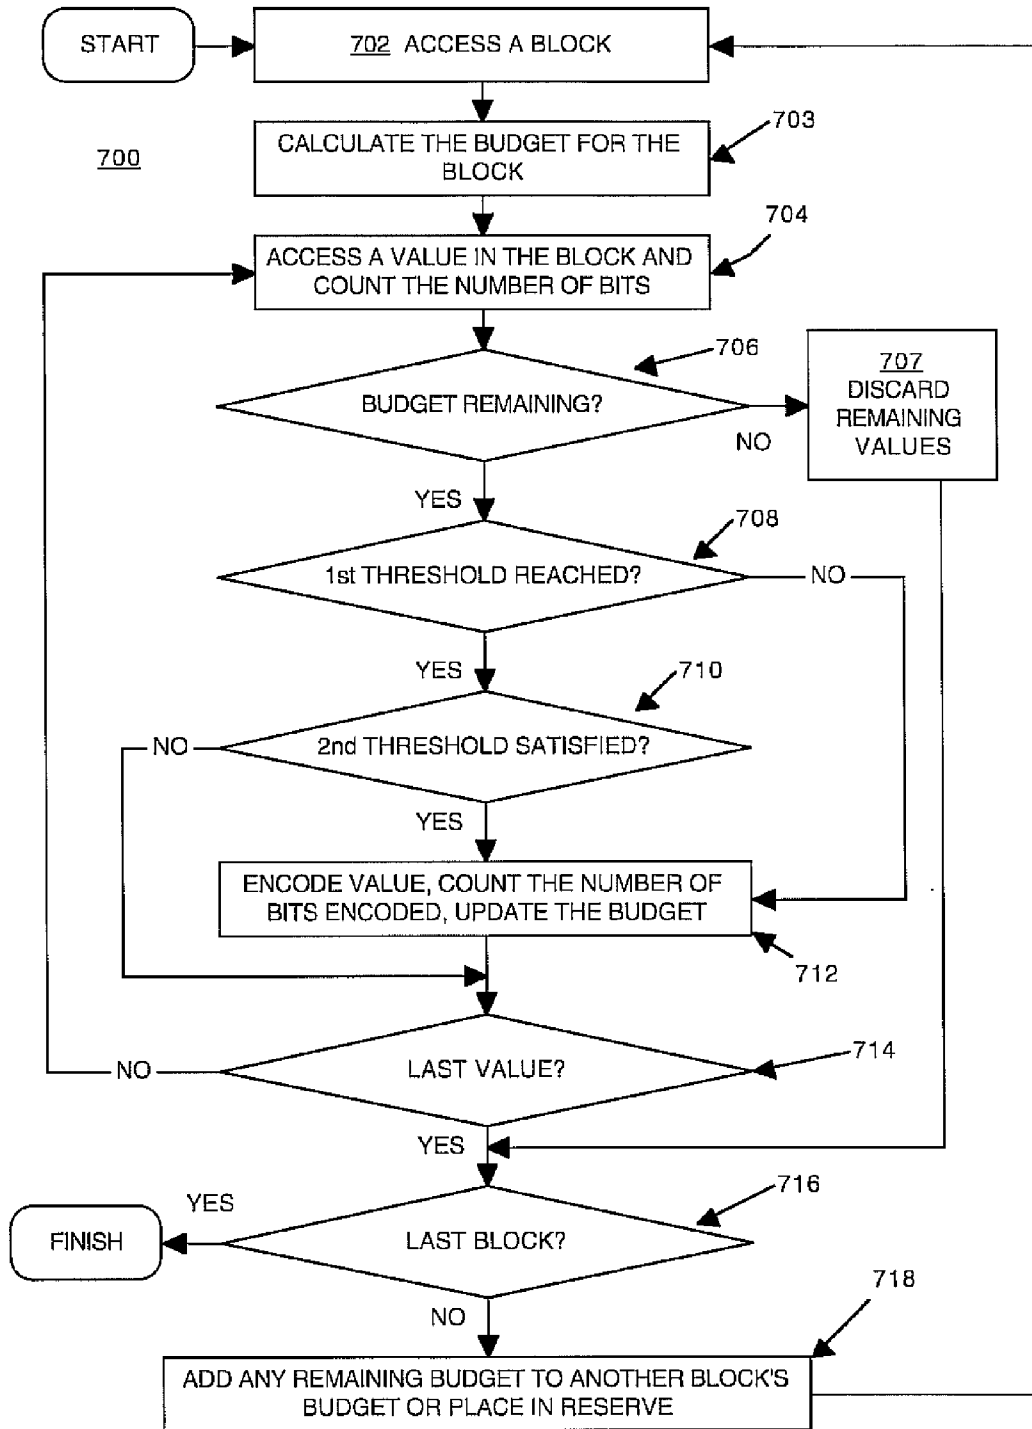 START
702 ACCESS A BLOCK
703
CALCULATE THE BUDGET FOR THE
BLOCK
700
704
ACCESS A VALUE IN THE BLOCK AND
COUNT THE NUMBER OF BITS
706
BUDGET REMAINING?
707
DISCARD
REMAINING
VALUES
NO
YES
708
1st THRESHOLD REACHED?
NO
YES
710
NO
2nd THRESHOLD SATISFIED?
YES
ENCODE VALUE, COUNT THE NUMBER OF
BITS ENCODED, UPDATE THE BUDGET
712
714
NO
LAST VALUE?
YES
716
YES
FINISH
LAST BLOCK?
718
NO
ADD ANY REMAINING BUDGET TO ANOTHER BLOCK'S
BUDGET OR PLACE IN RESERVE